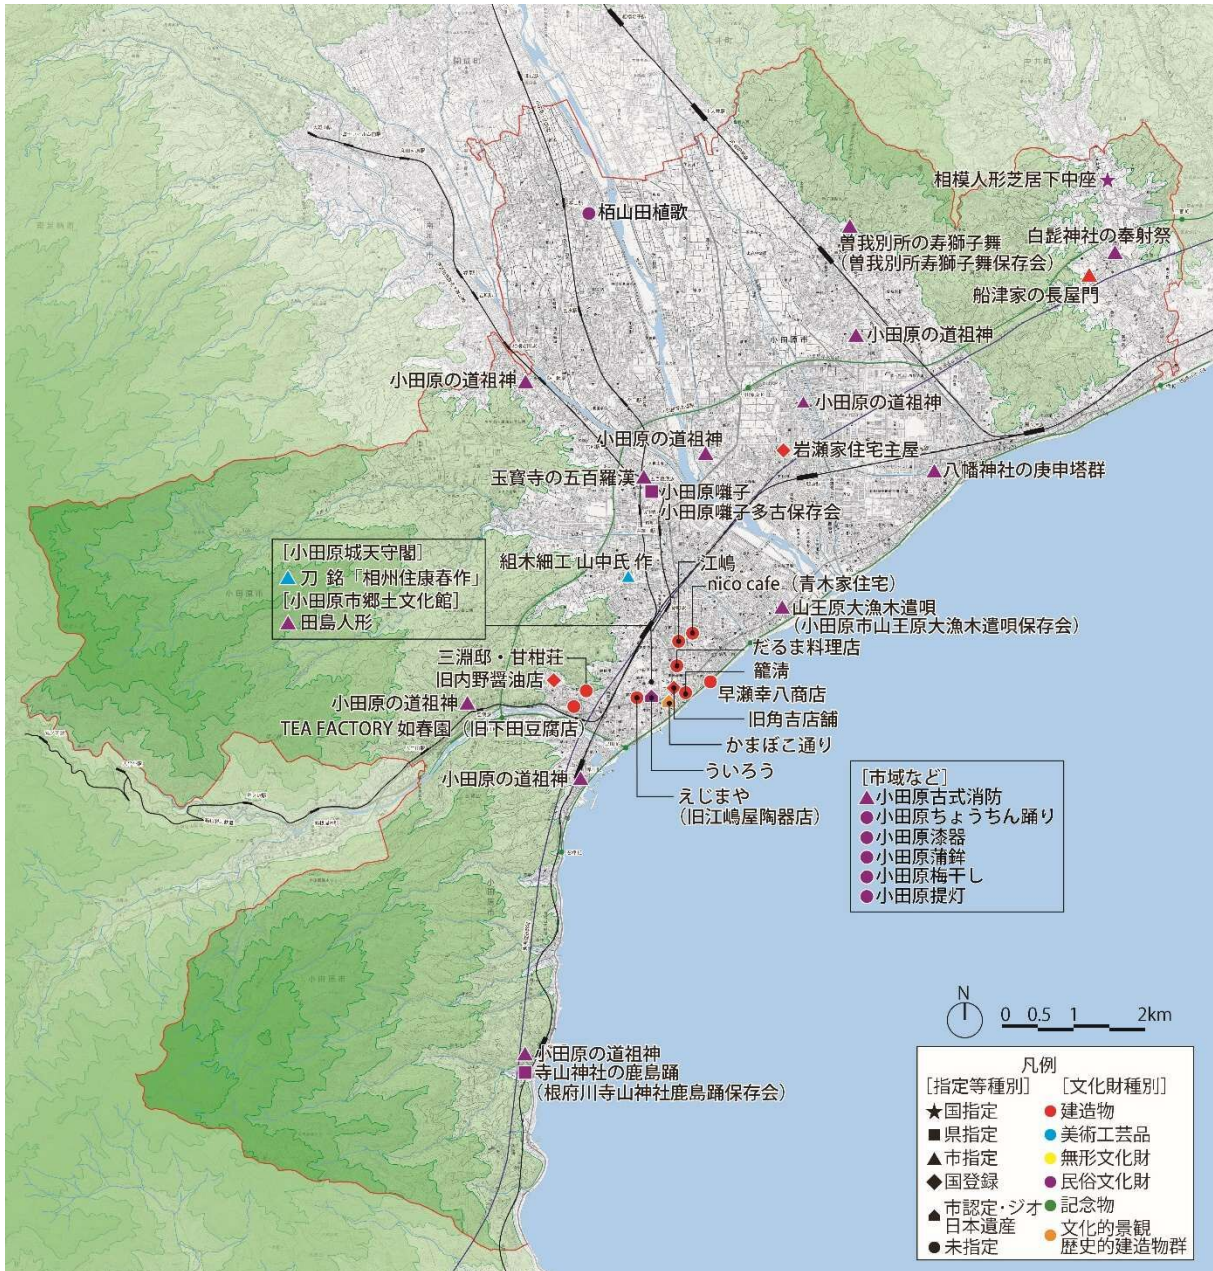 相模人形芝居下中座
栢山田植歌
曽我別所の寿獅子舞
（曽我別所寿獅子舞保存会）
白髭神社の奉射祭
船津家の長屋門
小田原の道祖神
小田原の道祖神
小田原の道祖神
小田原の道祖神
岩瀬家住宅主屋
玉寳寺の五百羅漢
八幡神社の庚申塔群
小田原囃子
小田原囃子多古保存会
[小田原城天守閣]
刀 銘「相州住康春作」
[小田原市郷土文化館]
田島人形
組木細工 山中氏 作
江嶋
nico cafe（青木家住宅）
山王原大漁木遣唄
（小田原市山王原大漁木遣唄保存会）
だるま料理店
籠淸
早瀬幸八商店
旧角吉店舗
かまぼこ通り
ういろう
えじまや
（旧江嶋屋陶器店）
三淵邸・甘柑荘
旧内野醤油店
小田原の道祖神
TEA FACTORY 如春園（旧下田豆腐店）
小田原の道祖神
[市域など]
小田原古式消防
小田原ちょうちん踊り
小田原漆器
小田原蒲鉾
小田原梅干し
小田原提灯
小田原の道祖神
寺山神社の鹿島踊
（根府川寺山神社鹿島踊保存会）
N
0 0.5 1 2km
凡例
[指定等種別] [文化財種別]
国指定 建造物
県指定 美術工芸品
市指定 無形文化財
国登録 民俗文化財
市認定・ジオ 記念物
日本遺産 文化的景観
未指定 歴史的建造物群